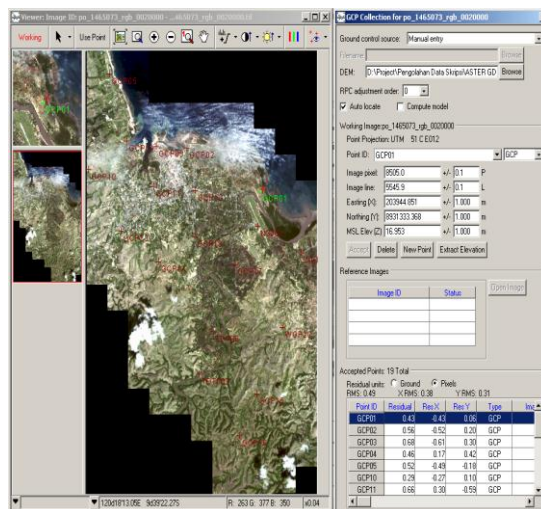 Viewer: Image ID: po_1465073_rgb_0020000
GCP Collection for po_1465073_rgb_0020000
Working
Use Point
Ground control source: Manual entry
Filename: Browse
DEM: D:\Project\Pengolahan Data Skripsi\ASTER GD Browse
RPC adjustment order: 0
Auto locate Compute model
Working Image:po_1465073_rgb_0020000
Point Projection: UTM 51 C E012
Point ID: GCP01 GCP
Image pixel: 8505.0 +/- 0.1 P
Image line: 5545.9 +/- 0.1 L
Easting (X): 203944.851 +/- 1.000 m
Northing (Y): 8931333.368 +/- 1.000 m
MSL Elev (Z): 16.953 +/- 1.000 m
Accept Delete New Point Extract Elevation
Reference Images
Image ID Status Open Image
Accepted Points: 19 Total
Residual units: Ground Pixels
RMS: 0.49 X RMS: 0.38 Y RMS: 0.31
Point ID Residual Res X Res Y Type
GCP01 0.43 -0.43 0.06 GCP
GCP02 0.56 -0.52 0.20 GCP
GCP03 0.68 -0.61 0.30 GCP
GCP04 0.46 0.17 0.42 GCP
GCP05 0.52 -0.49 -0.18 GCP
GCP10 0.29 -0.27 0.10 GCP
GCP11 0.66 0.30 -0.59 GCP
GCP01
GCP01
120d18'13.05E 9d39'22.27S R: 263 G: 377 B: 350 x0.04